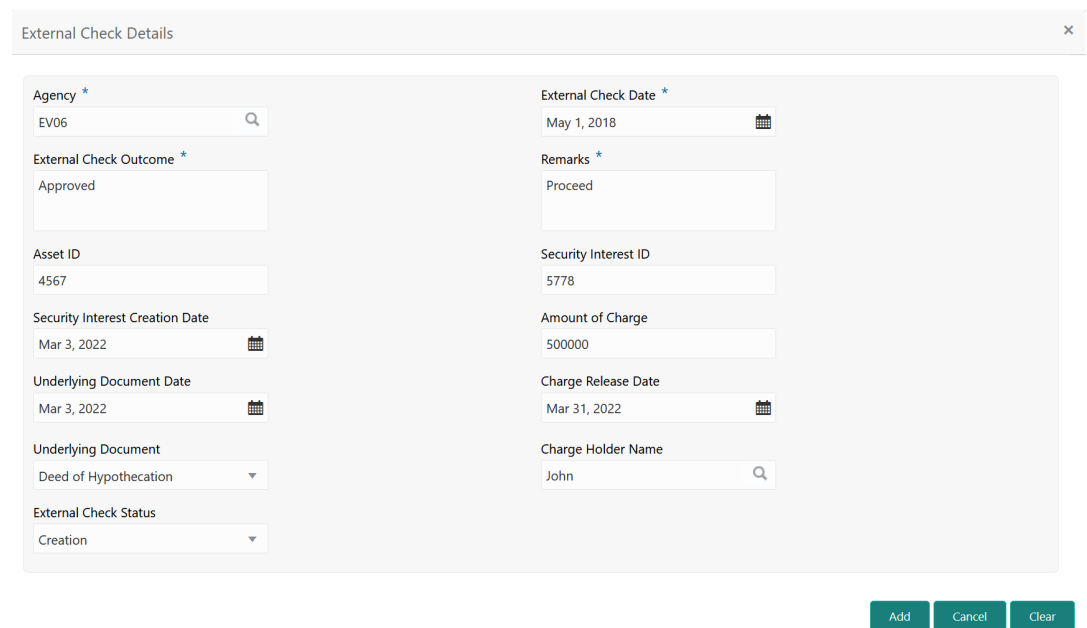 External Check Details
×
Agency *
External Check Date *
EV06
May 1, 2018
External Check Outcome *
Remarks *
Approved
Proceed
Asset ID
Security Interest ID
4567
5778
Security Interest Creation Date
Amount of Charge
Mar 3, 2022
500000
Underlying Document Date
Charge Release Date
Mar 3, 2022
Mar 31, 2022
Underlying Document
Charge Holder Name
Deed of Hypothecation
John
External Check Status
Creation
Add
Cancel
Clear